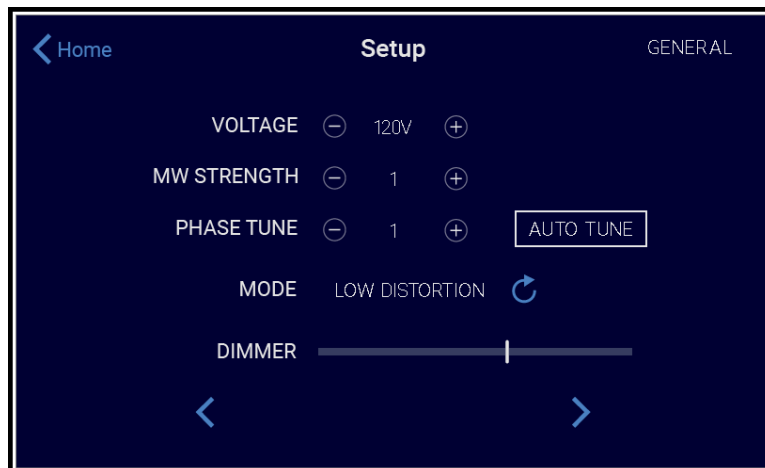 Home Setup GENERAL
VOLTAGE 120V
MW STRENGTH 1
PHASE TUNE 1 AUTO TUNE
MODE LOW DISTORTION
DIMMER